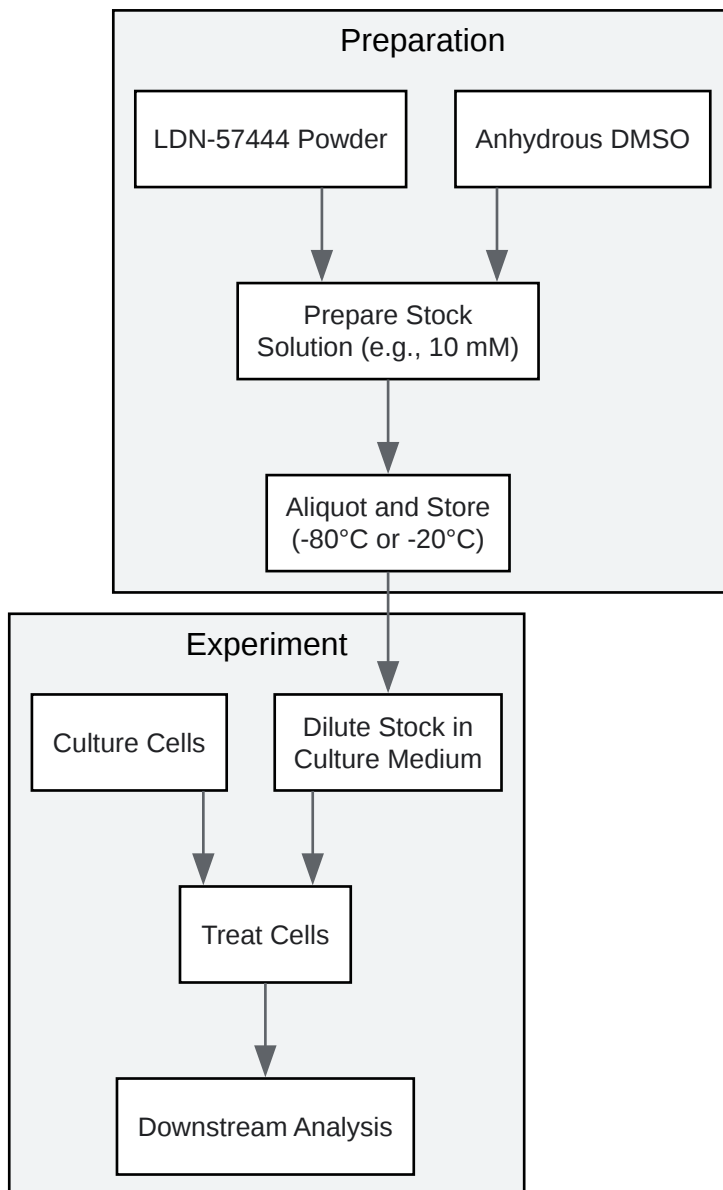 Preparation
LDN-57444 Powder
Anhydrous DMSO
Prepare Stock
Solution (e.g., 10 mM)
Aliquot and Store
(-80°C or -20°C)
Experiment
Culture Cells
Dilute Stock in
Culture Medium
Treat Cells
Downstream Analysis